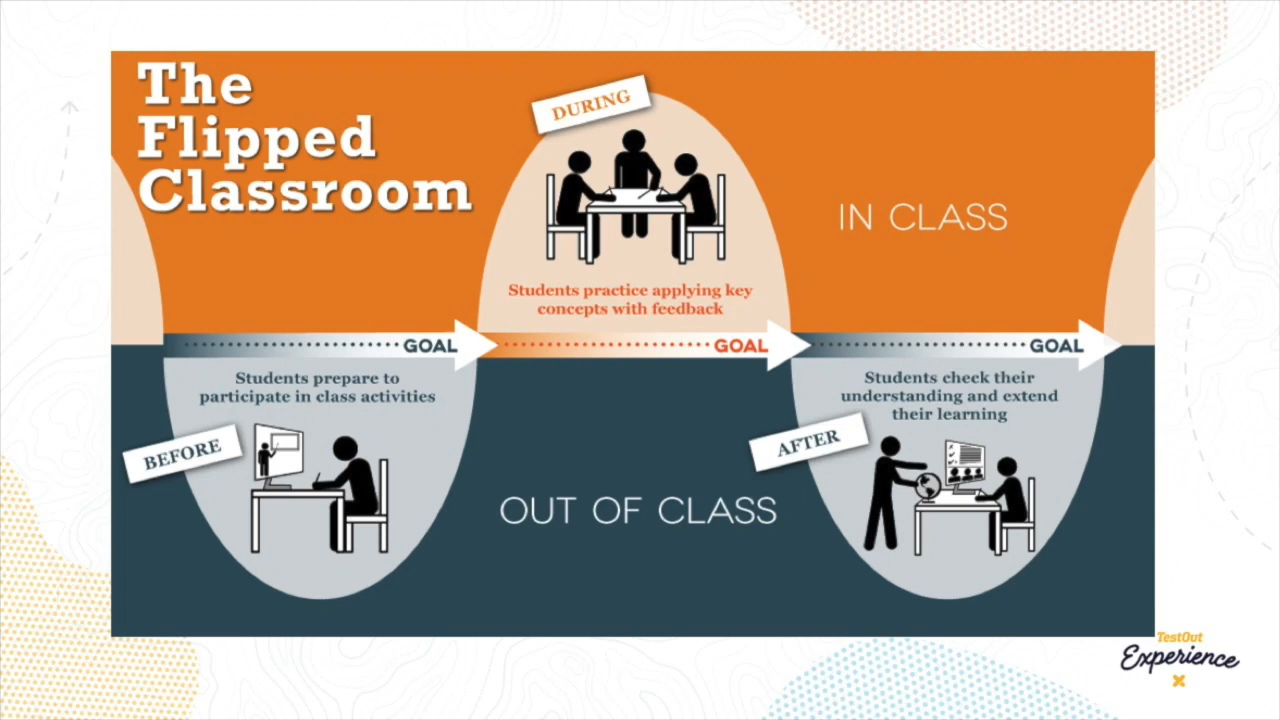 The
Flipped
Classroom
DURING
IN CLASS
Students practice applying key
concepts with feedback
GOAL
GOAL
GOAL
Students prepare to
participate in class activities
BEFORE
OUT OF CLASS
Students check their
understanding and extend
their learning
AFTER
TestOut
Experience